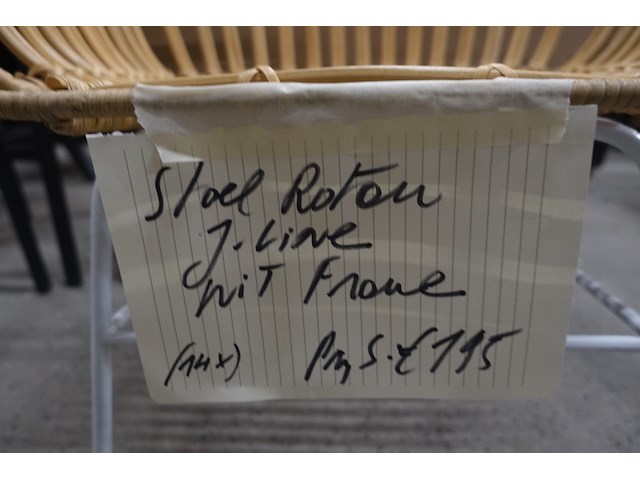 Stoel Rotan
J-Line
wit Frame
(14x) Prijs. € 195